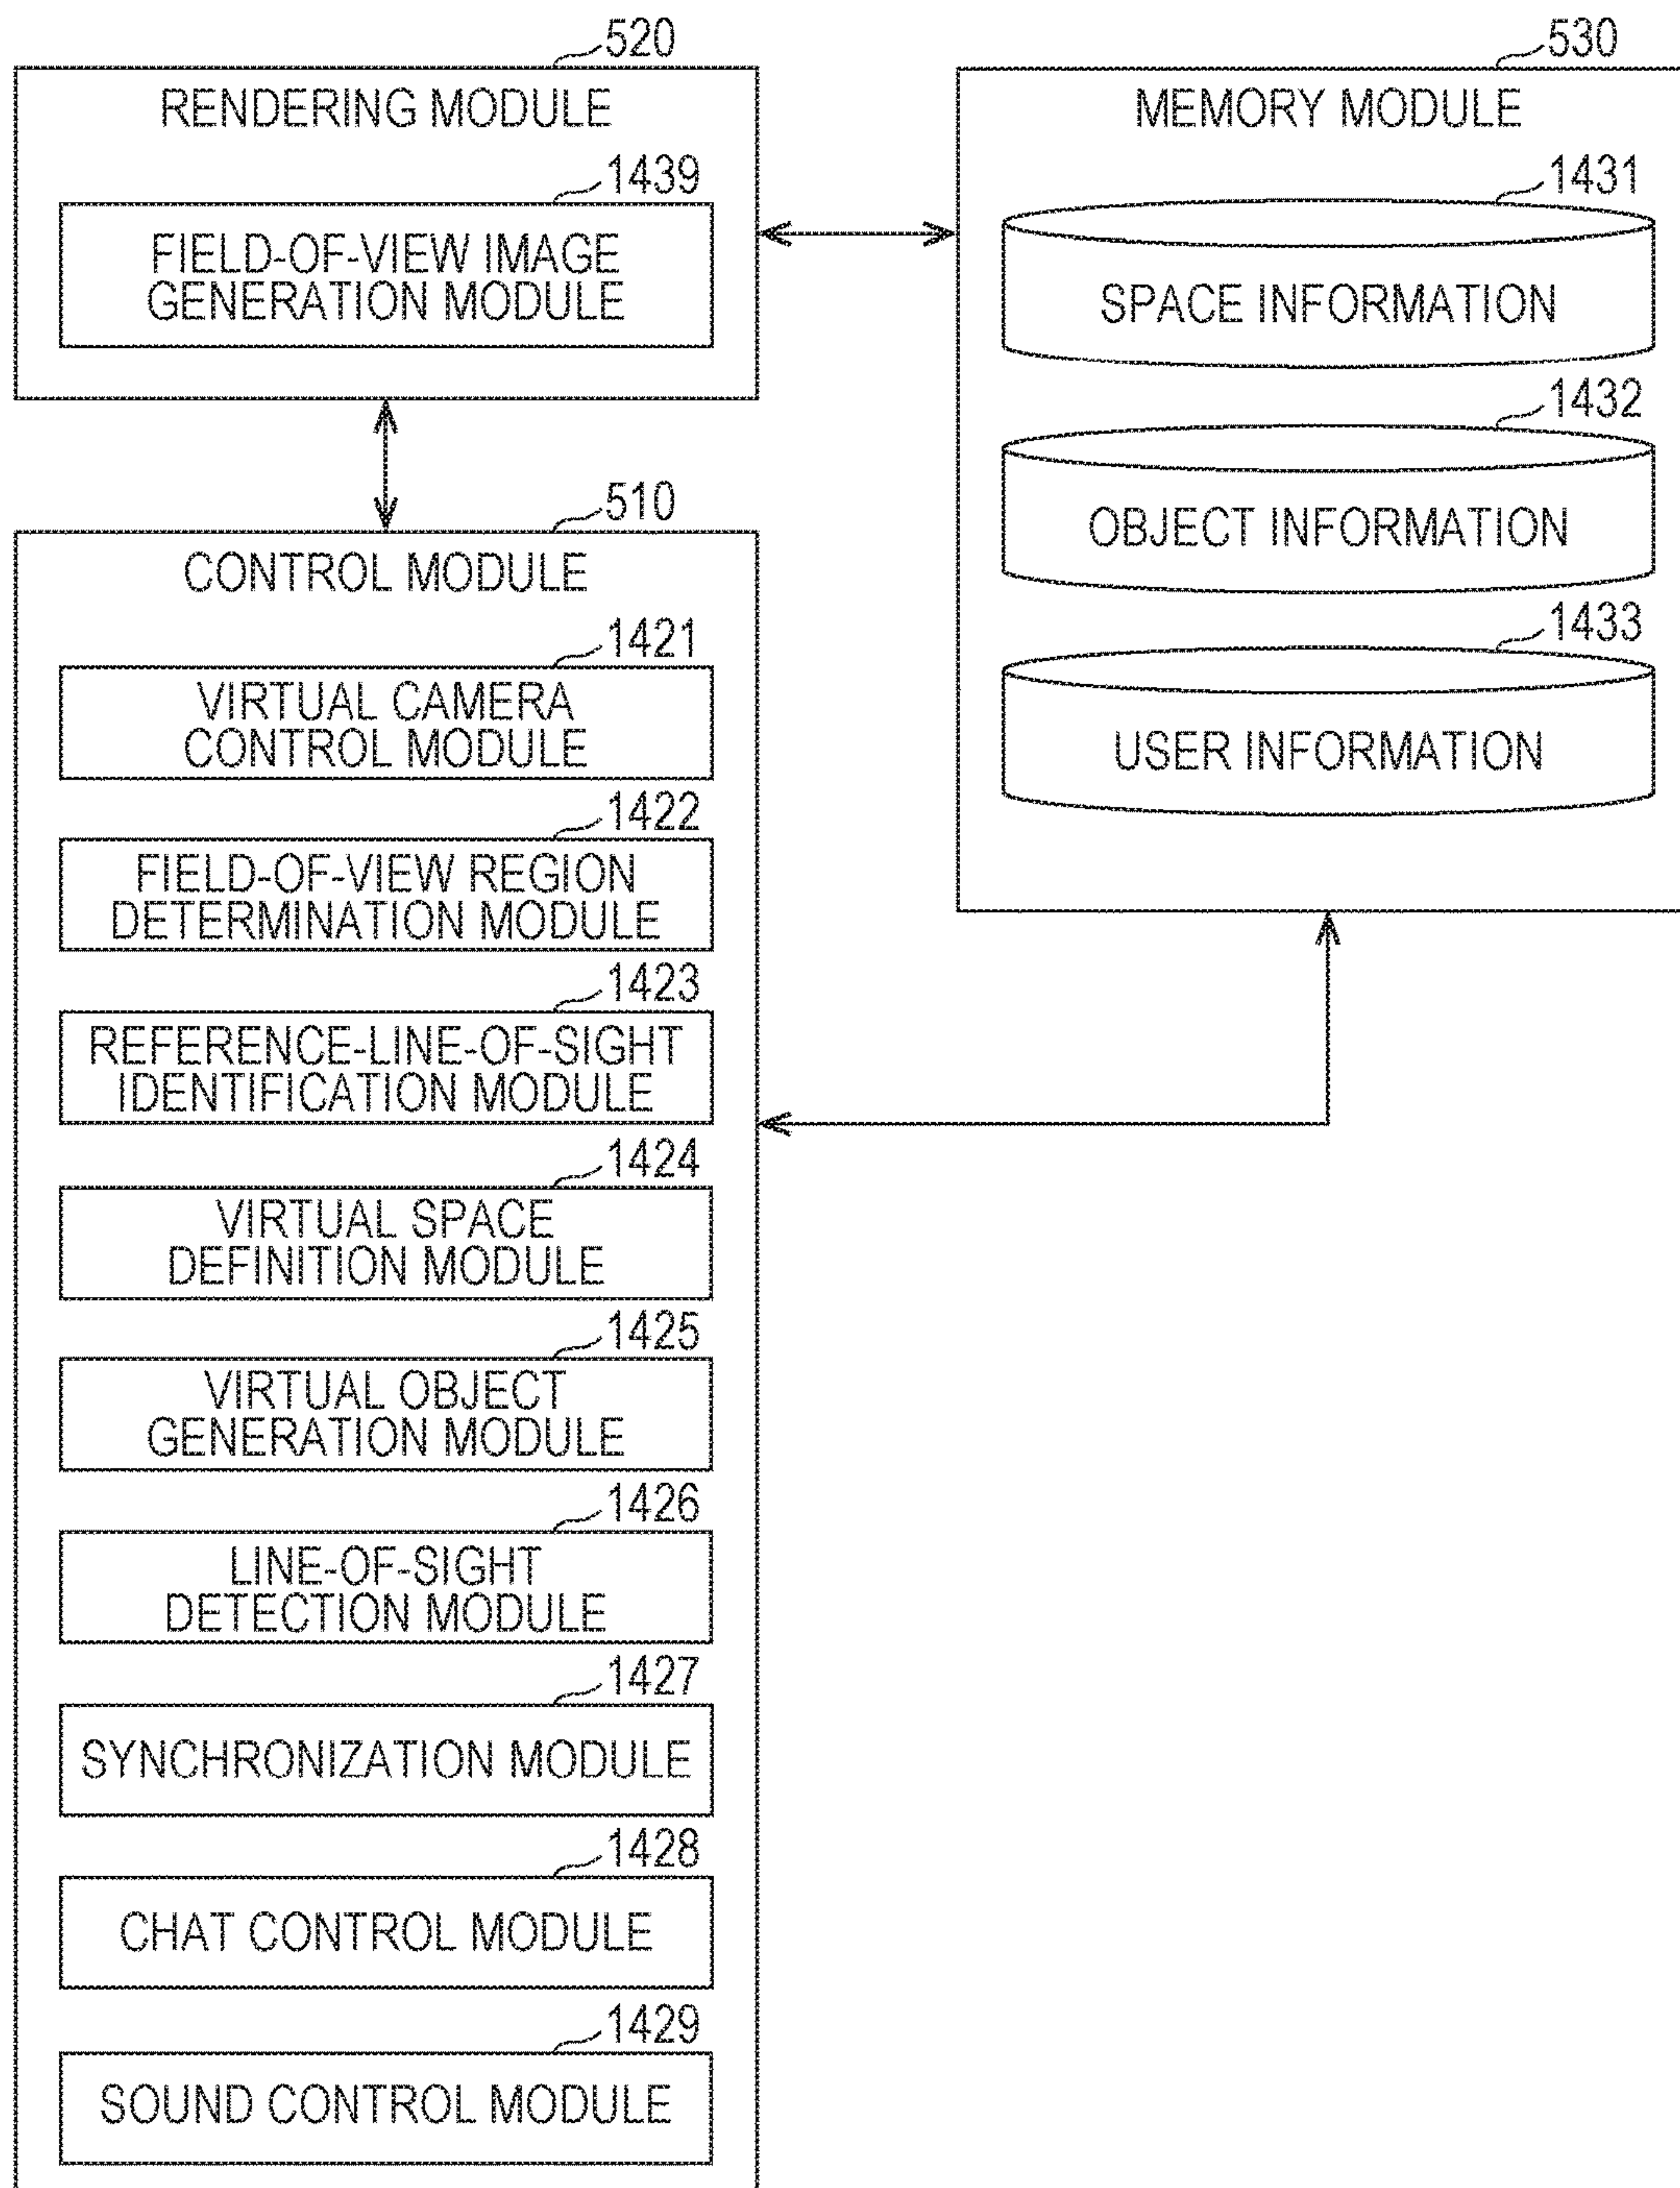 520
RENDERING MODULE
1439
FIELD-OF-VIEW IMAGE
GENERATION MODULE
530
MEMORY MODULE
1431
SPACE INFORMATION
1432
OBJECT INFORMATION
1433
USER INFORMATION
510
CONTROL MODULE
1421
VIRTUAL CAMERA
CONTROL MODULE
1422
FIELD-OF-VIEW REGION
DETERMINATION MODULE
1423
REFERENCE-LINE-OF-SIGHT
IDENTIFICATION MODULE
1424
VIRTUAL SPACE
DEFINITION MODULE
1425
VIRTUAL OBJECT
GENERATION MODULE
1426
LINE-OF-SIGHT
DETECTION MODULE
1427
SYNCHRONIZATION MODULE
1428
CHAT CONTROL MODULE
1429
SOUND CONTROL MODULE